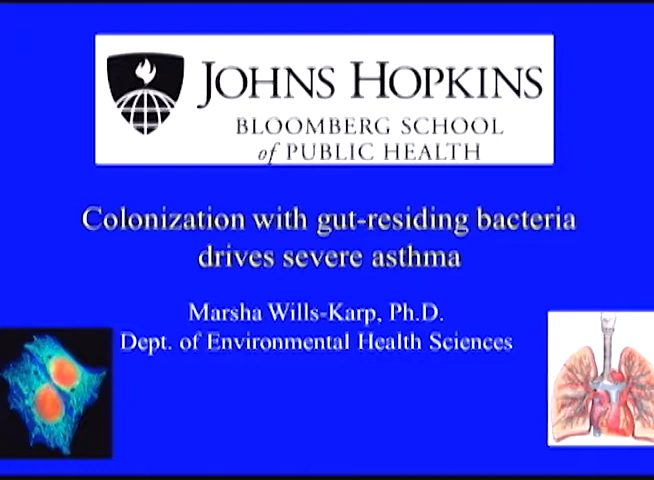 JOHNS HOPKINS
BLOOMBERG SCHOOL
of PUBLIC HEALTH
Colonization with gut-residing bacteria
drives severe asthma
Marsha Wills-Karp, Ph.D.
Dept. of Environmental Health Sciences